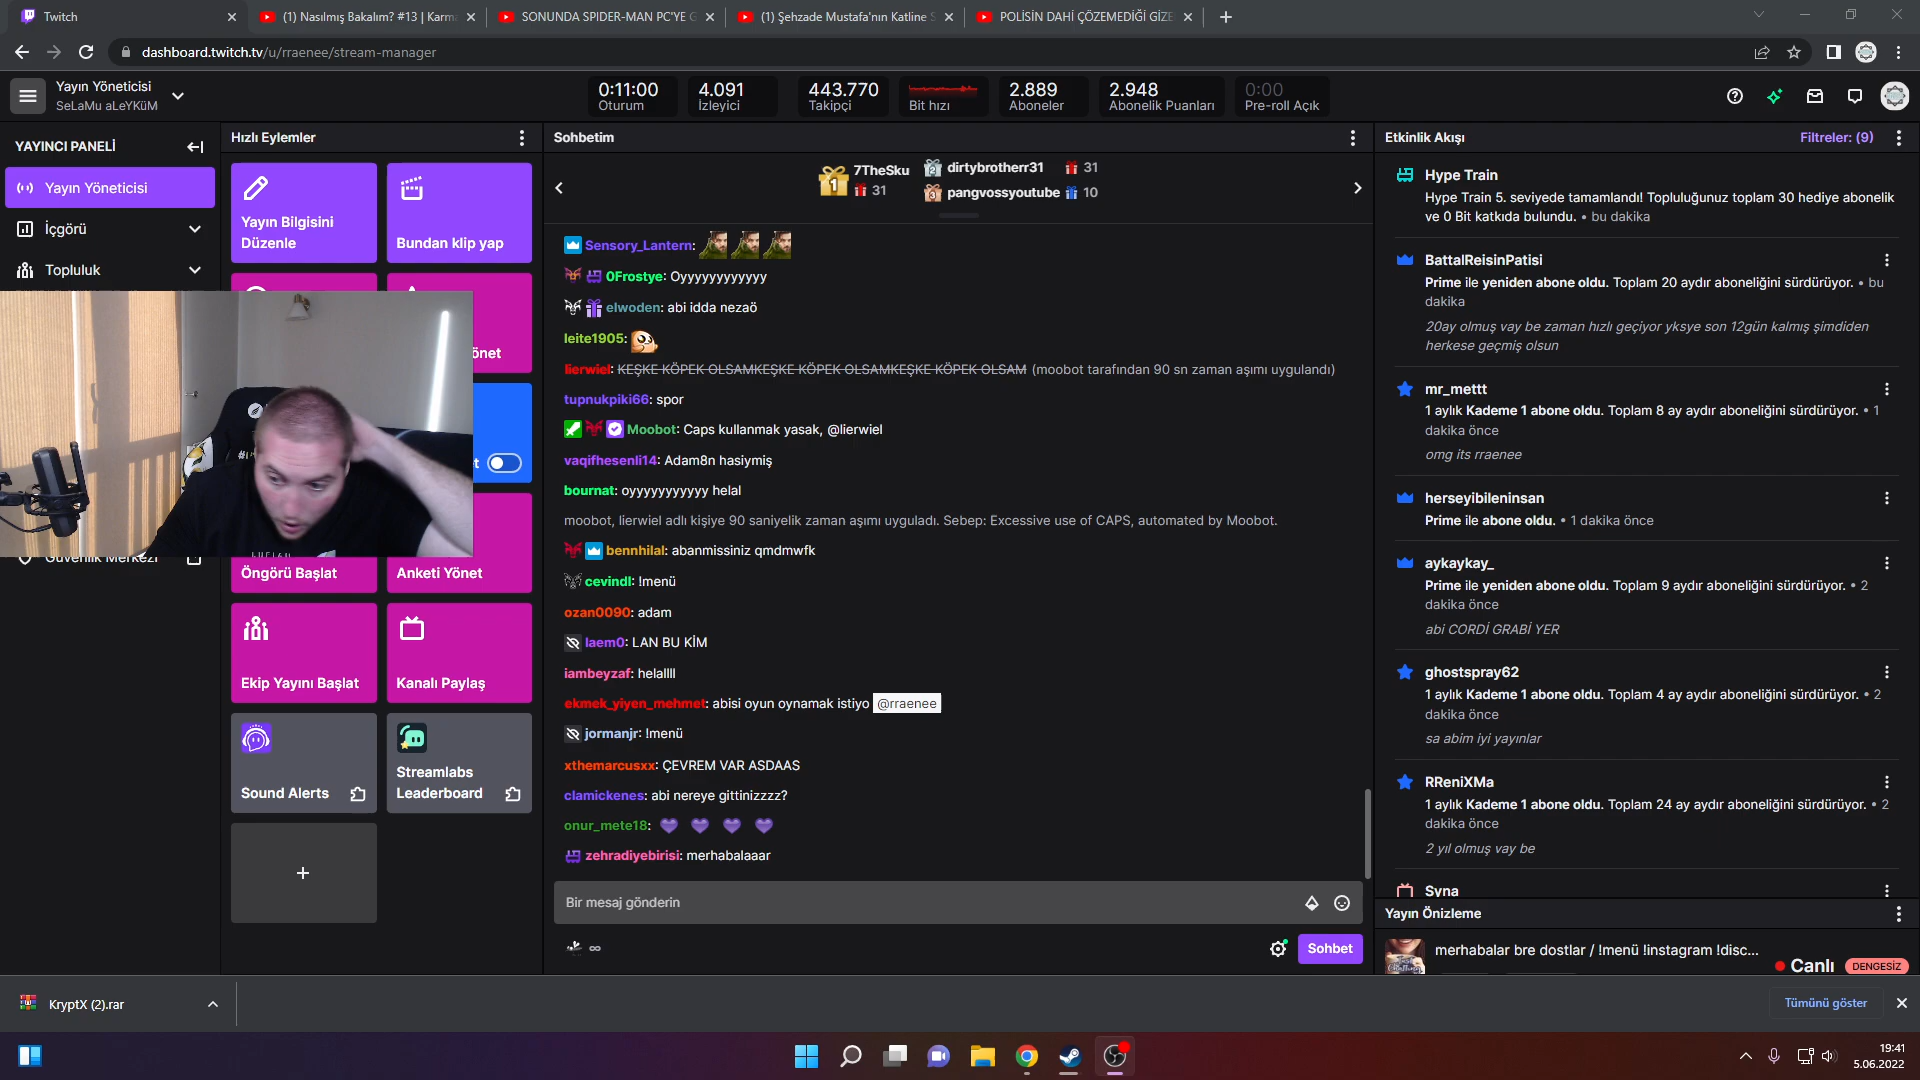 Twitch
(1) Nasılmış Bakalım? #13 | Karma
SONUNDA SPIDER-MAN PC'YE G
(1) Şehzade Mustafa'nın Katline S
POLİSİN DAHİ ÇÖZEMEDİĞİ GİZE
dashboard.twitch.tv/u/rraenee/stream-manager
Yayın Yöneticisi
SeLaMu aLeYKüM
0:11:00
Oturum
4.091
İzleyici
443.770
Takipçi
Bit hızı
2.889
Aboneler
2.948
Abonelik Puanları
0:00
Pre-roll Açık
YAYINCI PANELİ
Yayın Yöneticisi
İçgörü
Topluluk
Güvenlik Merkezi
Hızlı Eylemler
Yayın Bilgisini
Düzenle
Bundan klip yap
önet
t
Öngörü Başlat
Anketi Yönet
Ekip Yayını Başlat
Kanalı Paylaş
Sound Alerts
Streamlabs
Leaderboard
+
Sohbetim
1 7TheSku
31
2 dirtybrotherr31 31
3 pangvossyoutube 10
Sensory_Lantern:
0Frostye: Oyyyyyyyyyyyy
elwoden: abi idda nezaö
leite1905:
lierwiel: KEŞKE KÖPEK OLSAMKEŞKE KÖPEK OLSAMKEŞKE KÖPEK OLSAM (moobot tarafından 90 sn zaman aşımı uygulandı)
tupnukpiki66: spor
Moobot: Caps kullanmak yasak, @lierwiel
vaqifhesenli14: Adam8n hasiymiş
bournat: oyyyyyyyyyyy helal
moobot, lierwiel adlı kişiye 90 saniyelik zaman aşımı uyguladı. Sebep: Excessive use of CAPS, automated by Moobot.
bennhilal: abanmissiniz qmdmwfk
cevindl: !menü
ozan0090: adam
laem0: LAN BU KİM
iambeyzaf: helallll
ekmek_yiyen_mehmet: abisi oyun oynamak istiyo @rraenee
jormanjr: !menü
xthemarcusxx: ÇEVREM VAR ASDAAS
clamickenes: abi nereye gittinizzzz?
onur_mete18:
zehradiyebirisi: merhabalaaar
Bir mesaj gönderin
∞
Sohbet
Etkinlik Akışı
Filtreler: (9)
Hype Train
Hype Train 5. seviyede tamamlandı! Topluluğunuz toplam 30 hediye abonelik
ve 0 Bit katkıda bulundu. • bu dakika
BattalReisinPatisi
Prime ile yeniden abone oldu. Toplam 20 aydır aboneliğini sürdürüyor. • bu
dakika
20ay olmuş vay be zaman hızlı geçiyor yksye son 12gün kalmış şimdiden
herkese geçmiş olsun
mr_mettt
1 aylık Kademe 1 abone oldu. Toplam 8 ay aydır aboneliğini sürdürüyor. • 1
dakika önce
omg its rraenee
herseyibileninsan
Prime ile abone oldu. • 1 dakika önce
aykaykay_
Prime ile yeniden abone oldu. Toplam 9 aydır aboneliğini sürdürüyor. • 2
dakika önce
abi CORDİ GRABİ YER
ghostspray62
1 aylık Kademe 1 abone oldu. Toplam 4 ay aydır aboneliğini sürdürüyor. • 2
dakika önce
sa abim iyi yayınlar
RReniXMa
1 aylık Kademe 1 abone oldu. Toplam 24 ay aydır aboneliğini sürdürüyor. • 2
dakika önce
2 yıl olmuş vay be
Syna
Yayın Önizleme
merhabalar bre dostlar / !menü !instagram !disc...
Canlı
DENGESİZ
KryptX (2).rar
Tümünü göster
19:41
5.06.2022